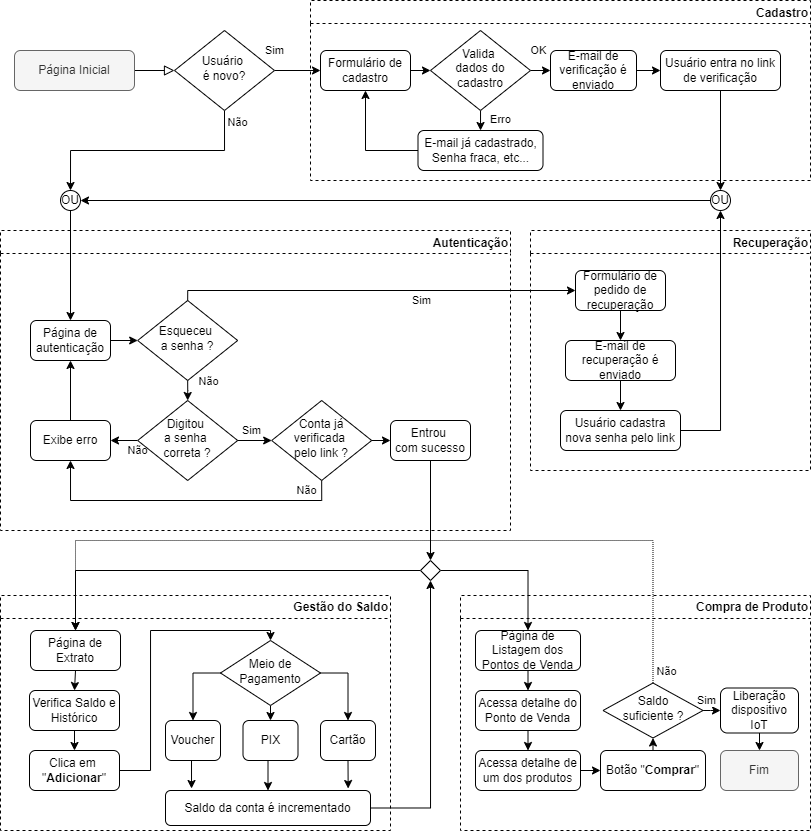 Cadastro
Página Inicial
Usuário
é novo?
Sim
Não
Formulário de
cadastro
Valida
dados do
cadastro
OK
Erro
E-mail de
verificação é
enviado
Usuário entra no link
de verificação
E-mail já cadastrado,
Senha fraca, etc...
OU
OU
Autenticação
Recuperação
Página de
autenticação
Esqueceu
a senha ?
Sim
Não
Formulário de
pedido de
recuperação
E-mail de
recuperação é
enviado
Usuário cadastra
nova senha pelo link
Exibe erro
Não
Digitou
a senha
correta ?
Sim
Conta já
verificada
pelo link ?
Não
Entrou
com sucesso
Gestão do Saldo
Compra de Produto
Página de
Extrato
Verifica Saldo e
Histórico
Clica em
"Adicionar"
Meio de
Pagamento
Voucher
PIX
Cartão
Saldo da conta é incrementado
Página de
Listagem dos
Pontos de Venda
Acessa detalhe do
Ponto de Venda
Acessa detalhe de
um dos produtos
Botão "Comprar"
Saldo
suficiente ?
Não
Sim
Liberação
dispositivo
IoT
Fim